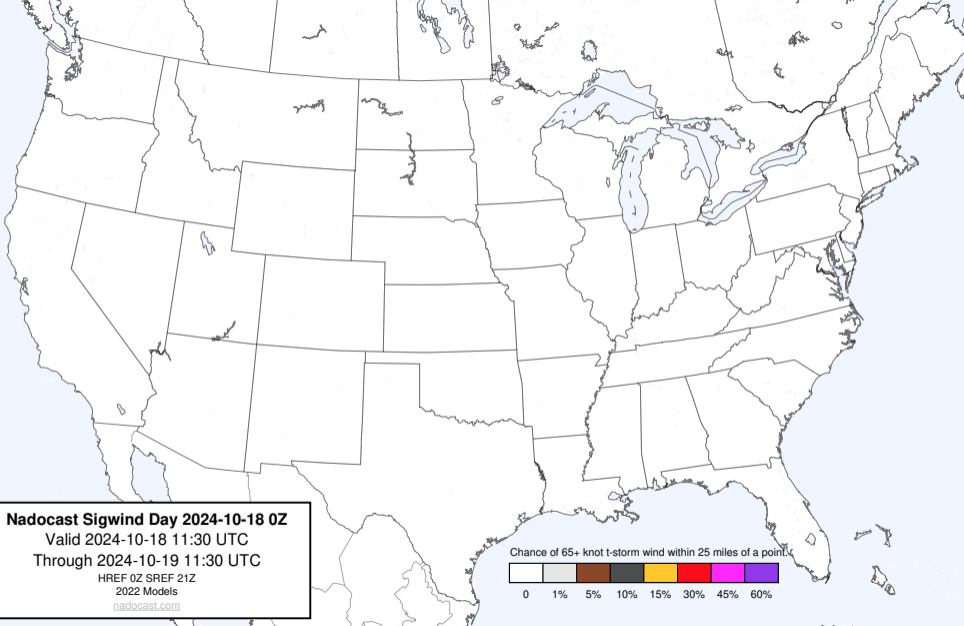 Nadocast Sigwind Day 2024-10-18 0Z
Valid 2024-10-18 11:30 UTC
Through 2024-10-19 11:30 UTC
HREF 0Z SREF 21Z
2022 Models
nadocast.com
Chance of 65+ knot t-storm wind within 25 miles of a point.
0 1% 5% 10% 15% 30% 45% 60%